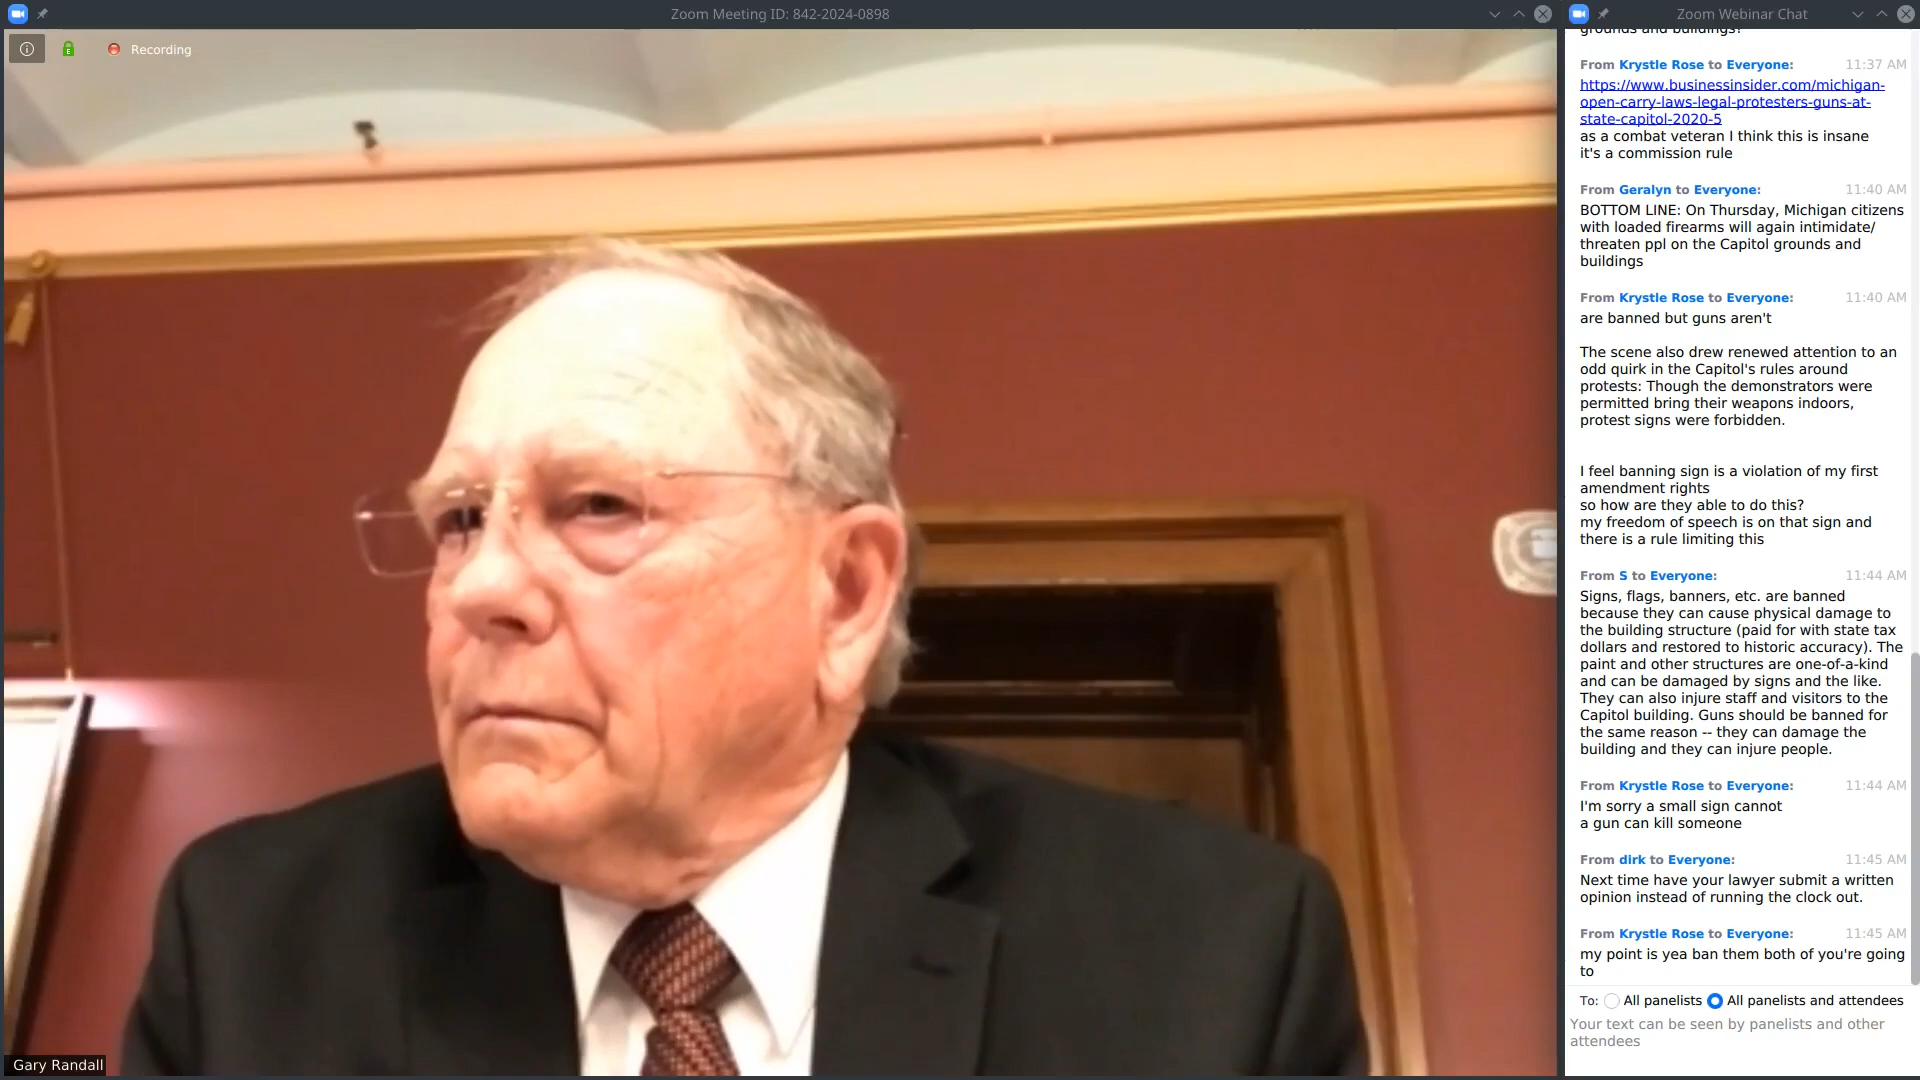 Zoom Meeting ID: 842-2024-0898
Recording
Gary Randall
Zoom Webinar Chat
grounds and buildings?
From Krystle Rose to Everyone: 11:37 AM
https://www.businessinsider.com/michigan-
open-carry-laws-legal-protesters-guns-at-
state-capitol-2020-5
as a combat veteran I think this is insane
it's a commission rule
From Geralyn to Everyone: 11:40 AM
BOTTOM LINE: On Thursday, Michigan citizens
with loaded firearms will again intimidate/
threaten ppl on the Capitol grounds and
buildings
From Krystle Rose to Everyone: 11:40 AM
are banned but guns aren't
The scene also drew renewed attention to an
odd quirk in the Capitol's rules around
protests: Though the demonstrators were
permitted bring their weapons indoors,
protest signs were forbidden.
I feel banning sign is a violation of my first
amendment rights
so how are they able to do this?
my freedom of speech is on that sign and
there is a rule limiting this
From S to Everyone: 11:44 AM
Signs, flags, banners, etc. are banned
because they can cause physical damage to
the building structure (paid for with state tax
dollars and restored to historic accuracy). The
paint and other structures are one-of-a-kind
and can be damaged by signs and the like.
They can also injure staff and visitors to the
Capitol building. Guns should be banned for
the same reason -- they can damage the
building and they can injure people.
From Krystle Rose to Everyone: 11:44 AM
I'm sorry a small sign cannot
a gun can kill someone
From dirk to Everyone: 11:45 AM
Next time have your lawyer submit a written
opinion instead of running the clock out.
From Krystle Rose to Everyone: 11:45 AM
my point is yea ban them both of you're going
to
To: All panelists All panelists and attendees
Your text can be seen by panelists and other
attendees